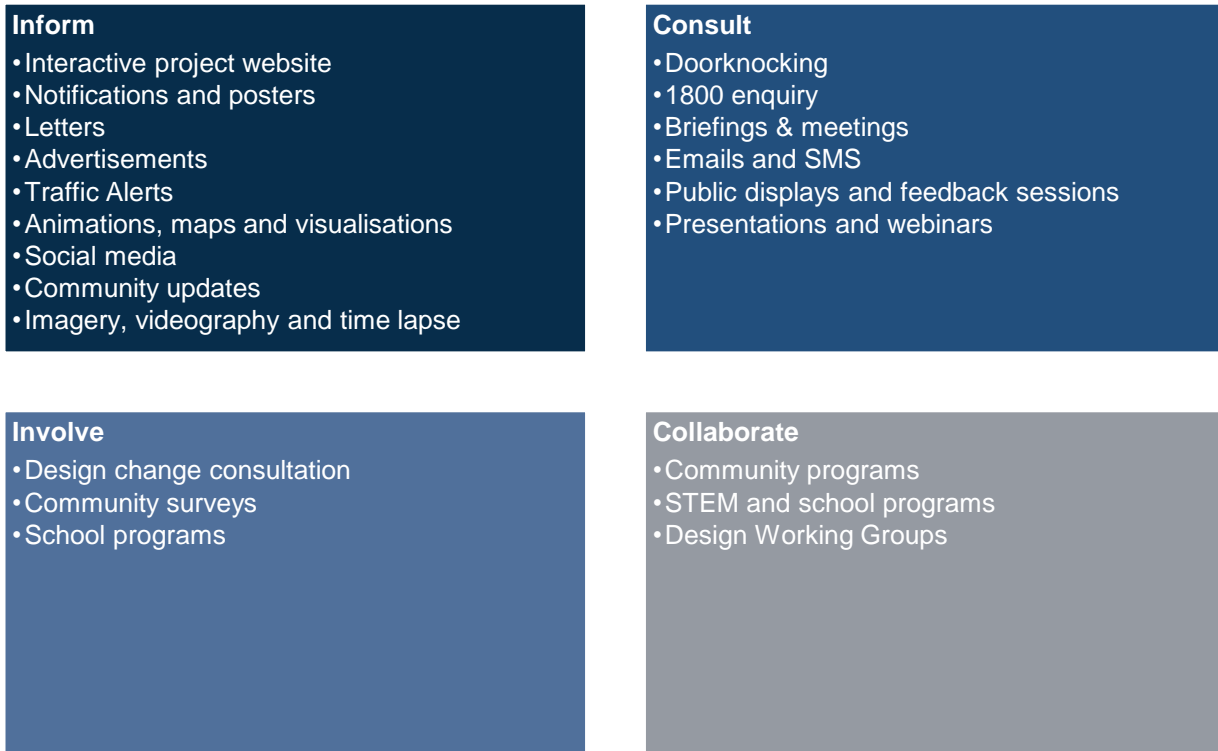 Inform
•Interactive project website
•Notifications and posters
•Letters
•Advertisements
•Traffic Alerts
•Animations, maps and visualisations
•Social media
•Community updates
•Imagery, videography and time lapse
Consult
•Doorknocking
•1800 enquiry
•Briefings & meetings
•Emails and SMS
•Public displays and feedback sessions
•Presentations and webinars
Involve
•Design change consultation
•Community surveys
•School programs
Collaborate
•Community programs
•STEM and school programs
•Design Working Groups